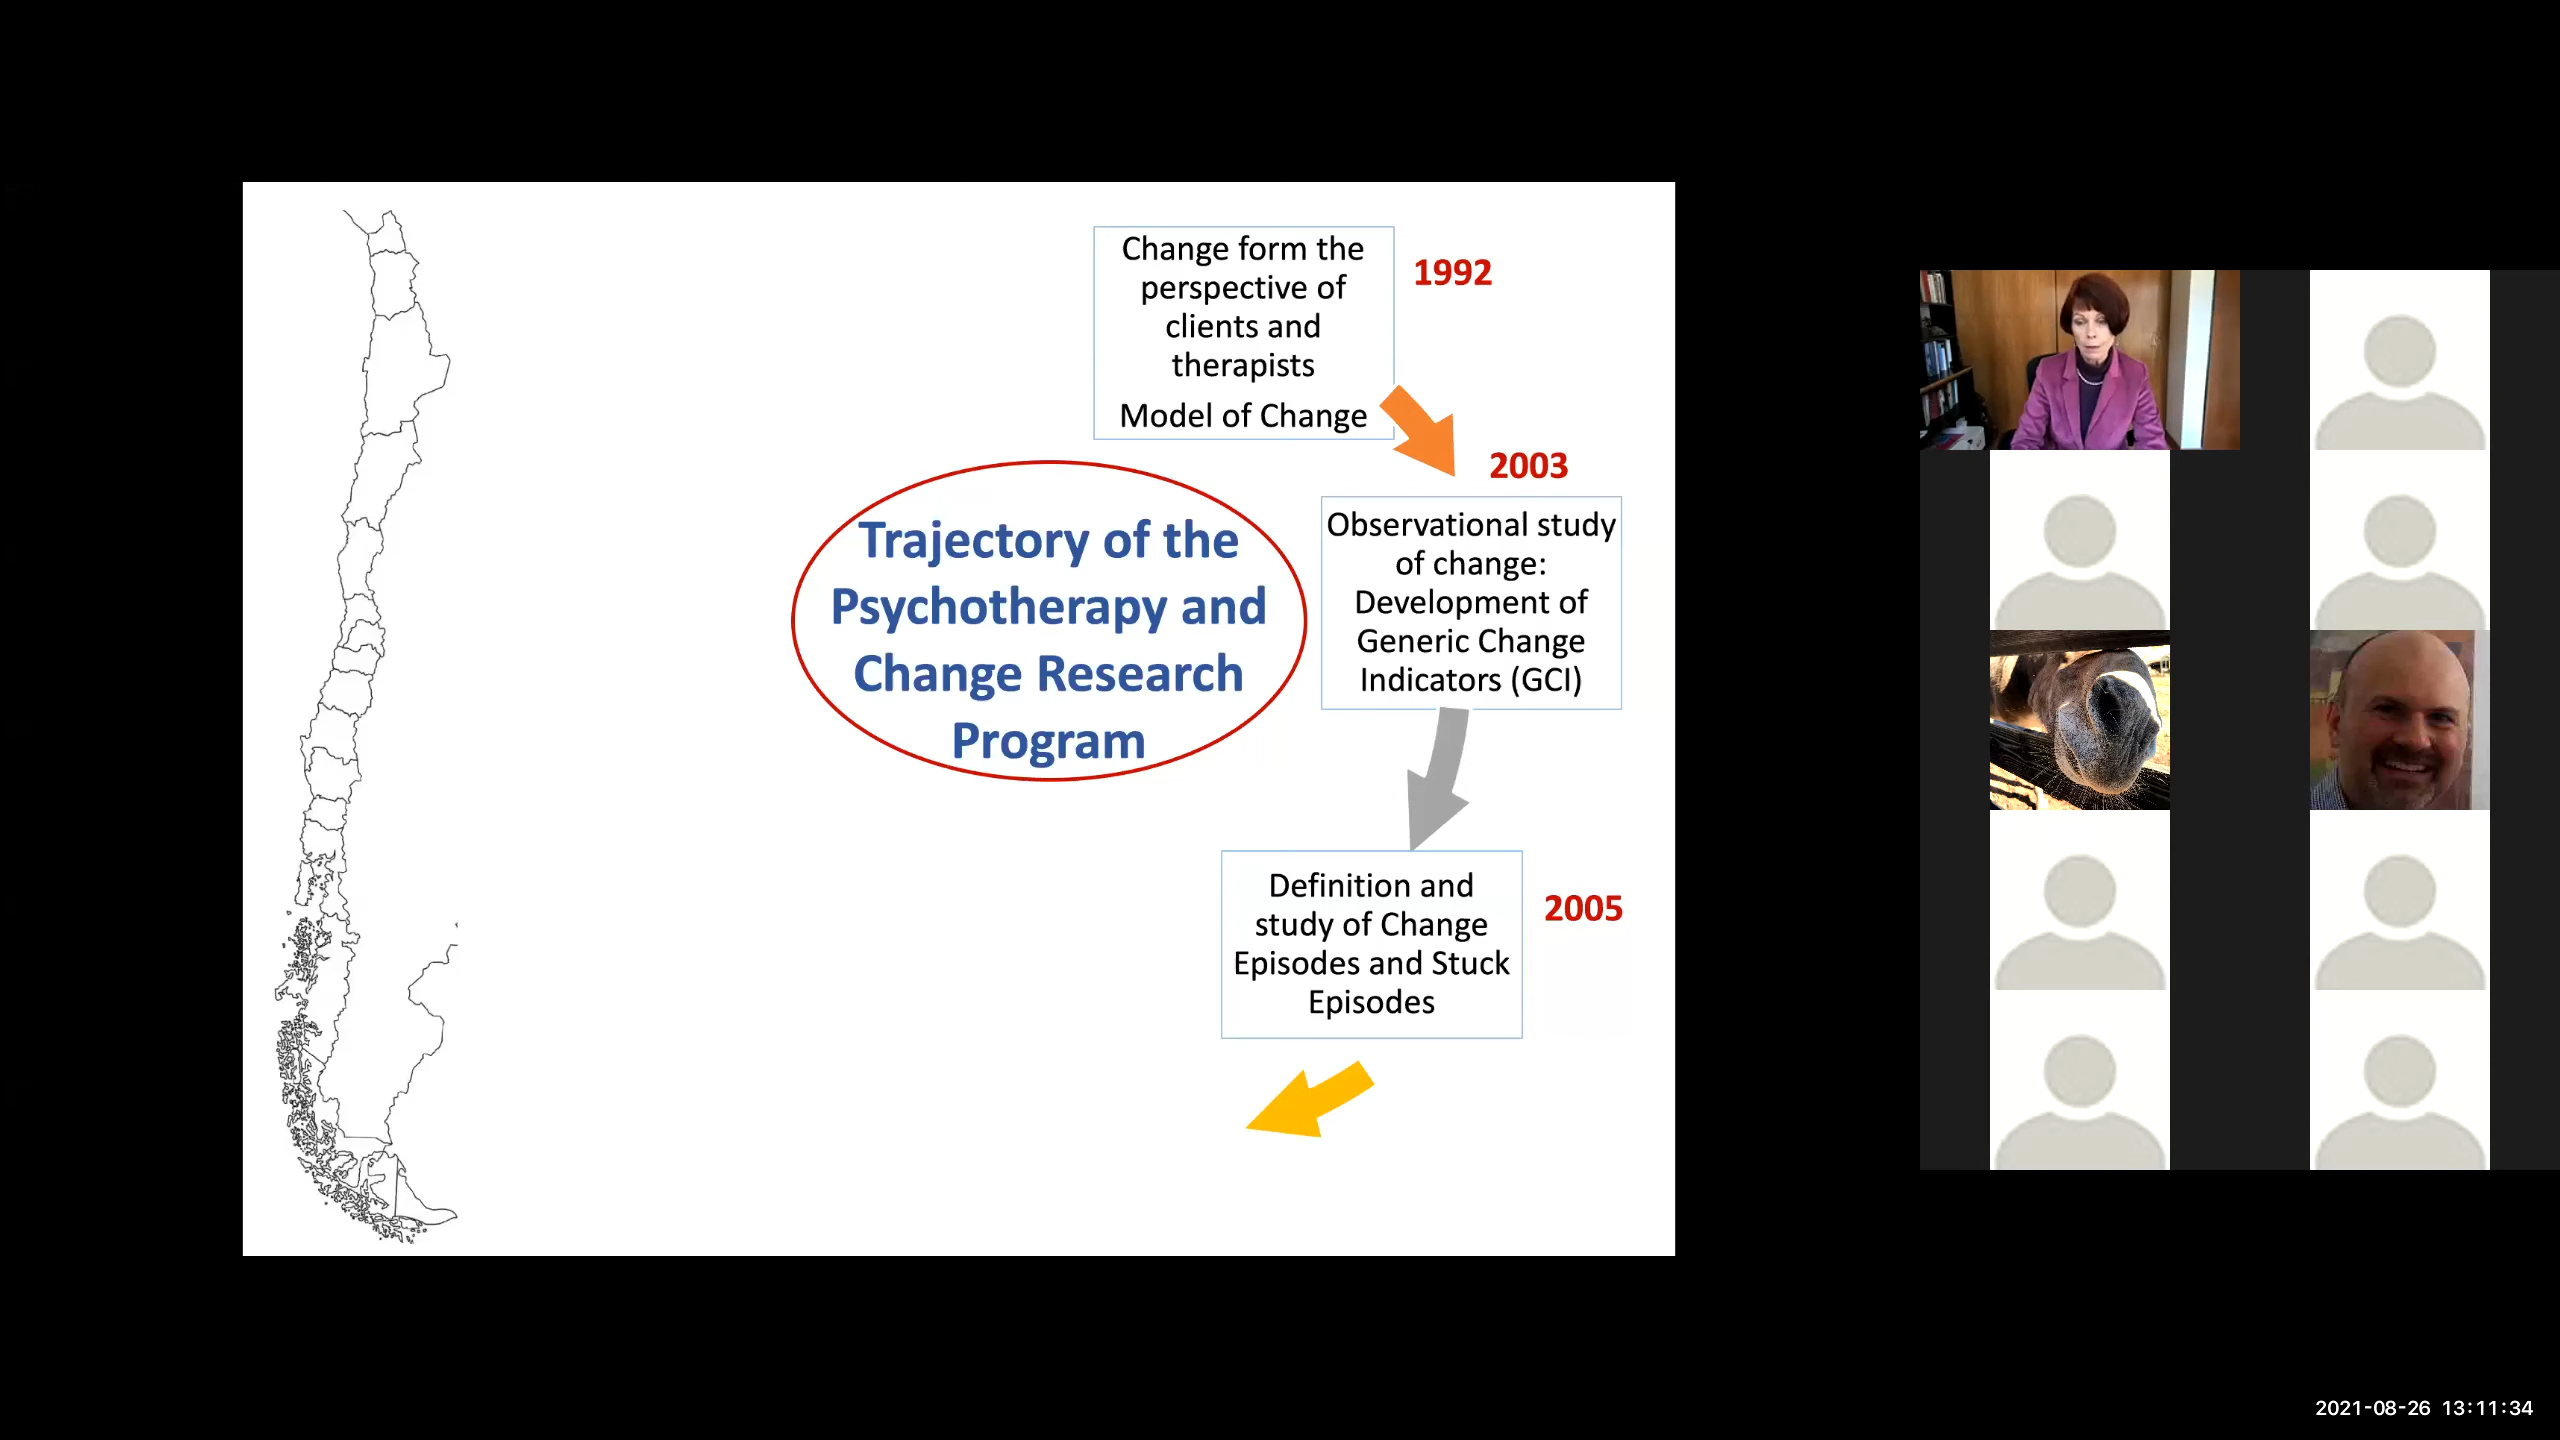 Change form the
perspective of
clients and
therapists
Model of Change
1992
2003
Trajectory of the
Psychotherapy and
Change Research
Program
Observational study
of change:
Development of
Generic Change
Indicators (GCI)
Definition and
study of Change
Episodes and Stuck
Episodes
2005
2021-08-26 13:11:34